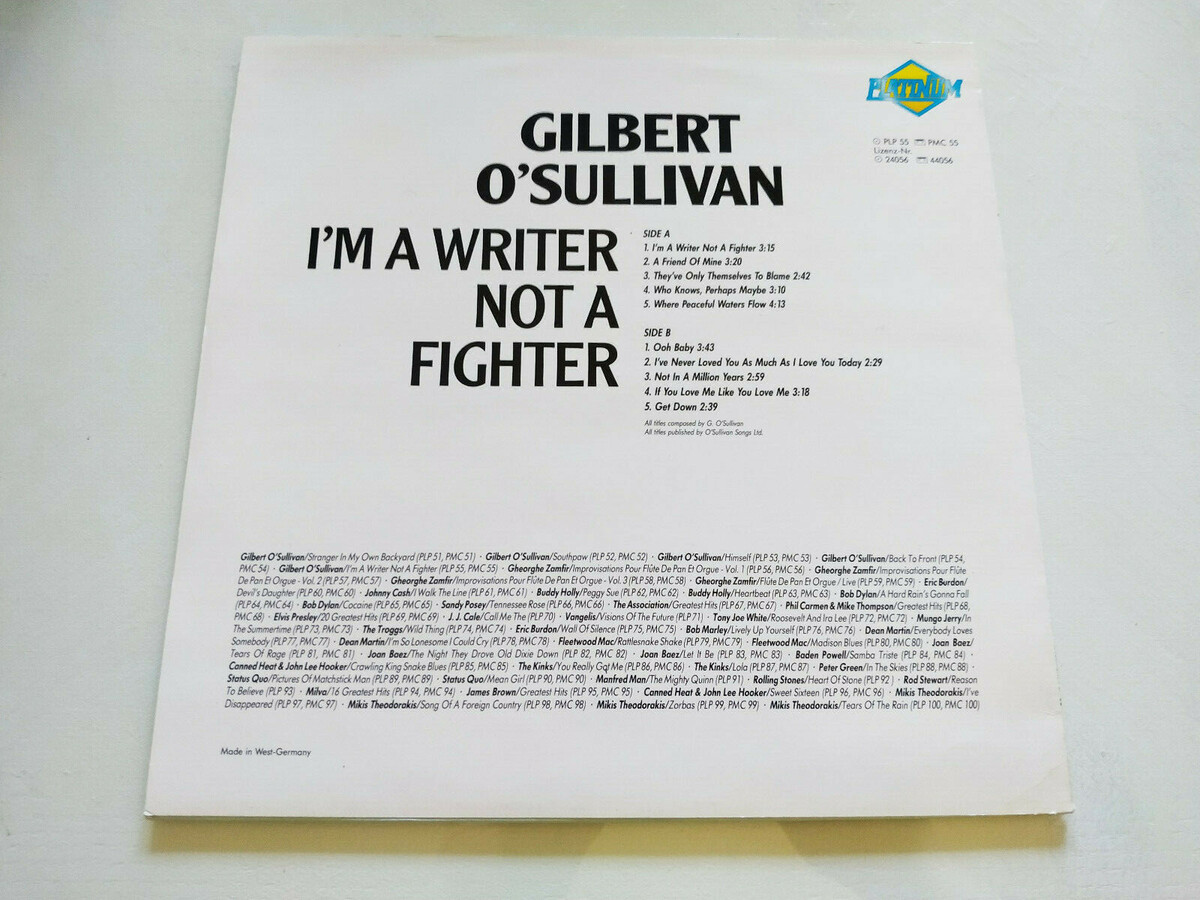 PLATINUM
GILBERT
O'SULLIVAN
PLP 55 PMC 55
Lizenz-Nr.
24056 44056
I'M A WRITER
NOT A
FIGHTER
SIDE A
1. I'm A Writer Not A Fighter 3:15
2. A Friend Of Mine 3:20
3. They've Only Themselves To Blame 2:42
4. Who Knows, Perhaps Maybe 3:10
5. Where Peaceful Waters Flow 4:13
SIDE B
1. Ooh Baby 3:43
2. I've Never Loved You As Much As I Love You Today 2:29
3. Not In A Million Years 2:59
4. If You Love Me Like You Love Me 3:18
5. Get Down 2:39
All titles composed by G. O'Sullivan
All titles published by O'Sullivan Songs Ltd.
Gilbert O'Sullivan/Stranger In My Own Backyard (PLP 51, PMC 51) · Gilbert O'Sullivan/Southpaw (PLP 52, PMC 52) · Gilbert O'Sullivan/Himself (PLP 53, PMC 53) · Gilbert O'Sullivan/Back To Front (PLP 54,
PMC 54) · Gilbert O'Sullivan/I'm A Writer Not A Fighter (PLP 55, PMC 55) · Gheorghe Zamfir/Improvisations Pour Flûte De Pan Et Orgue - Vol. 1 (PLP 56, PMC 56) · Gheorghe Zamfir/Improvisations Pour Flûte
De Pan Et Orgue - Vol. 2 (PLP 57, PMC 57) · Gheorghe Zamfir/Improvisations Pour Flûte De Pan Et Orgue - Vol. 3 (PLP 58, PMC 58) · Gheorghe Zamfir/Flûte De Pan Et Orgue / Live (PLP 59, PMC 59) · Eric Burdon/
Devil's Daughter (PLP 60, PMC 60) · Johnny Cash/I Walk The Line (PLP 61, PMC 61) · Buddy Holly/Peggy Sue (PLP 62, PMC 62) · Buddy Holly/Heartbeat (PLP 63, PMC 63) · Bob Dylan/A Hard Rain's Gonna Fall
(PLP 64, PMC 64) · Bob Dylan/Cocaine (PLP 65, PMC 65) · Sandy Posey/Tennessee Rose (PLP 66, PMC 66) · The Association/Greatest Hits (PLP 67, PMC 67) · Phil Carmen & Mike Thompson/Greatest Hits (PLP 68,
PMC 68) · Elvis Presley/20 Greatest Hits (PLP 69, PMC 69) · J. J. Cale/Call Me The (PLP 70) · Vangelis/Visions Of The Future (PLP 71) · Tony Joe White/Roosevelt And Ira Lee (PLP 72, PMC 72) · Mungo Jerry/In
The Summertime (PLP 73, PMC 73) · The Troggs/Wild Thing (PLP 74, PMC 74) · Eric Burdon/Wall Of Silence (PLP 75, PMC 75) · Bob Marley/Lively Up Yourself (PLP 76, PMC 76) · Dean Martin/Everybody Loves
Somebody (PLP 77, PMC 77) · Dean Martin/I'm So Lonesome I Could Cry (PLP 78, PMC 78) · Fleetwood Mac/Rattlesnake Shake (PLP 79, PMC 79) · Fleetwood Mac/Madison Blues (PLP 80, PMC 80) · Joan Baez/
Tears Of Rage (PLP 81, PMC 81) · Joan Baez/The Night They Drove Old Dixie Down (PLP 82, PMC 82) · Joan Baez/Let It Be (PLP 83, PMC 83) · Baden Powell/Samba Triste (PLP 84, PMC 84) ·
Canned Heat & John Lee Hooker/Crawling King Snake Blues (PLP 85, PMC 85) · The Kinks/You Really Got Me (PLP 86, PMC 86) · The Kinks/Lola (PLP 87, PMC 87) · Peter Green/In The Skies (PLP 88, PMC 88) ·
Status Quo/Pictures Of Matchstick Man (PLP 89, PMC 89) · Status Quo/Mean Girl (PLP 90, PMC 90) · Manfred Man/The Mighty Quinn (PLP 91) · Rolling Stones/Heart Of Stone (PLP 92) · Rod Stewart/Reason
To Believe (PLP 93) · Milva/16 Greatest Hits (PLP 94, PMC 94) · James Brown/Greatest Hits (PLP 95, PMC 95) · Canned Heat & John Lee Hooker/Sweet Sixteen (PLP 96, PMC 96) · Mikis Theodorakis/I've
Disappeared (PLP 97, PMC 97) · Mikis Theodorakis/Song Of A Foreign Country (PLP 98, PMC 98) · Mikis Theodorakis/Zorbas (PLP 99, PMC 99) · Mikis Theodorakis/Tears Of The Rain (PLP 100, PMC 100)
Made in West-Germany